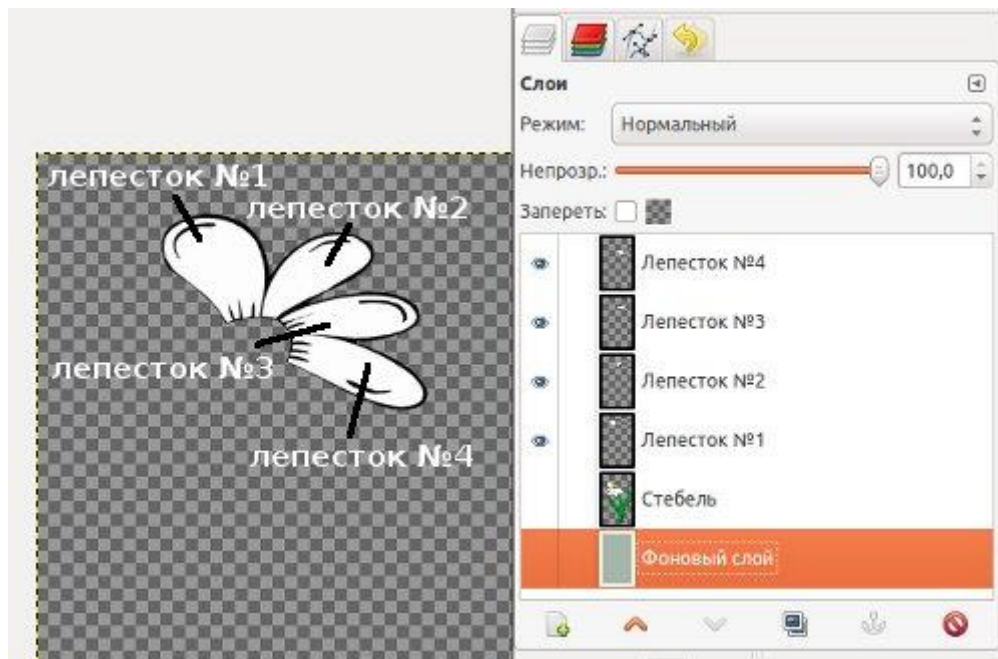 лепесток №1
лепесток №2
лепесток №3
лепесток №4
Слои
Режим: Нормальный
Непрозр.: 100,0
Запереть:
Лепесток №4
Лепесток №3
Лепесток №2
Лепесток №1
Стебель
Фоновый слой